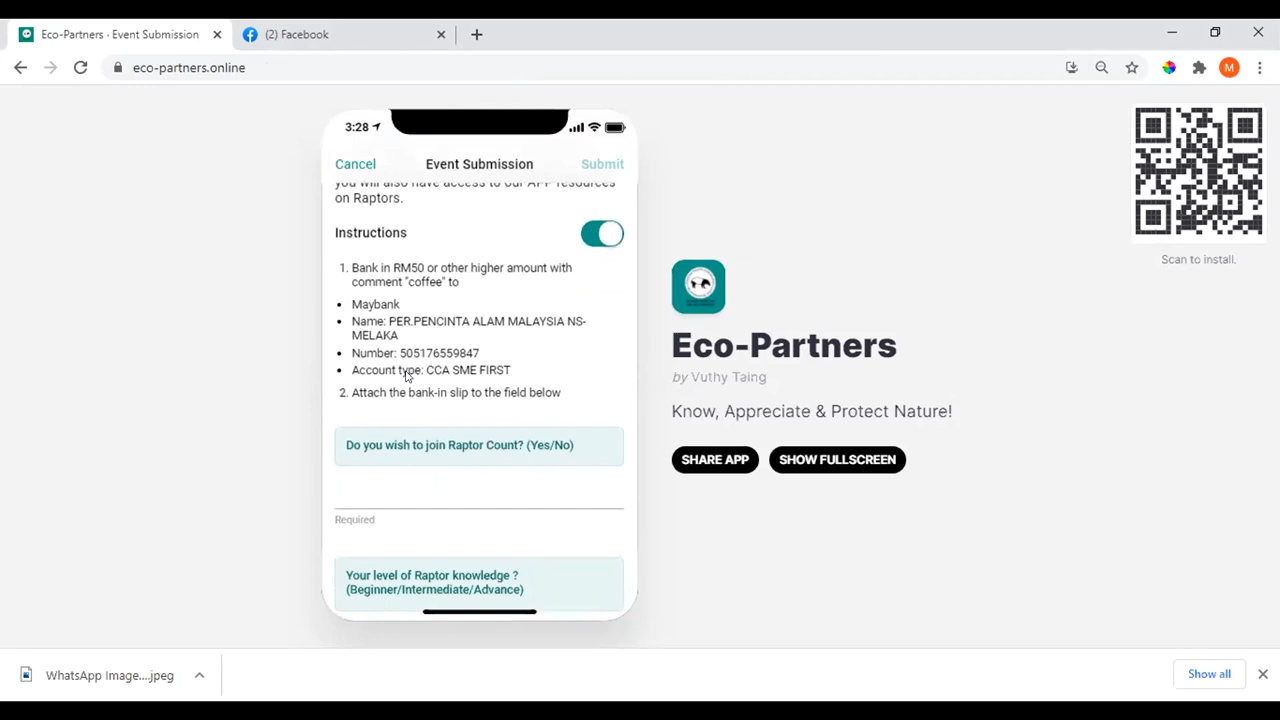 Eco-Partners · Event Submission
(2) Facebook
eco-partners.online
M
3:28
Cancel
Event Submission
Submit
you will also have access to our APP resources
on Raptors.
Instructions
1. Bank in RM50 or other higher amount with
comment "coffee" to
• Maybank
• Name: PER.PENCINTA ALAM MALAYSIA NS-
MELAKA
• Number: 505176559847
• Account type: CCA SME FIRST
2. Attach the bank-in slip to the field below
Do you wish to join Raptor Count? (Yes/No)
Required
Your level of Raptor knowledge ?
(Beginner/Intermediate/Advance)
Scan to install.
Eco-Partners
by Vuthy Taing
Know, Appreciate & Protect Nature!
SHARE APP
SHOW FULLSCREEN
WhatsApp Image....jpeg
Show all